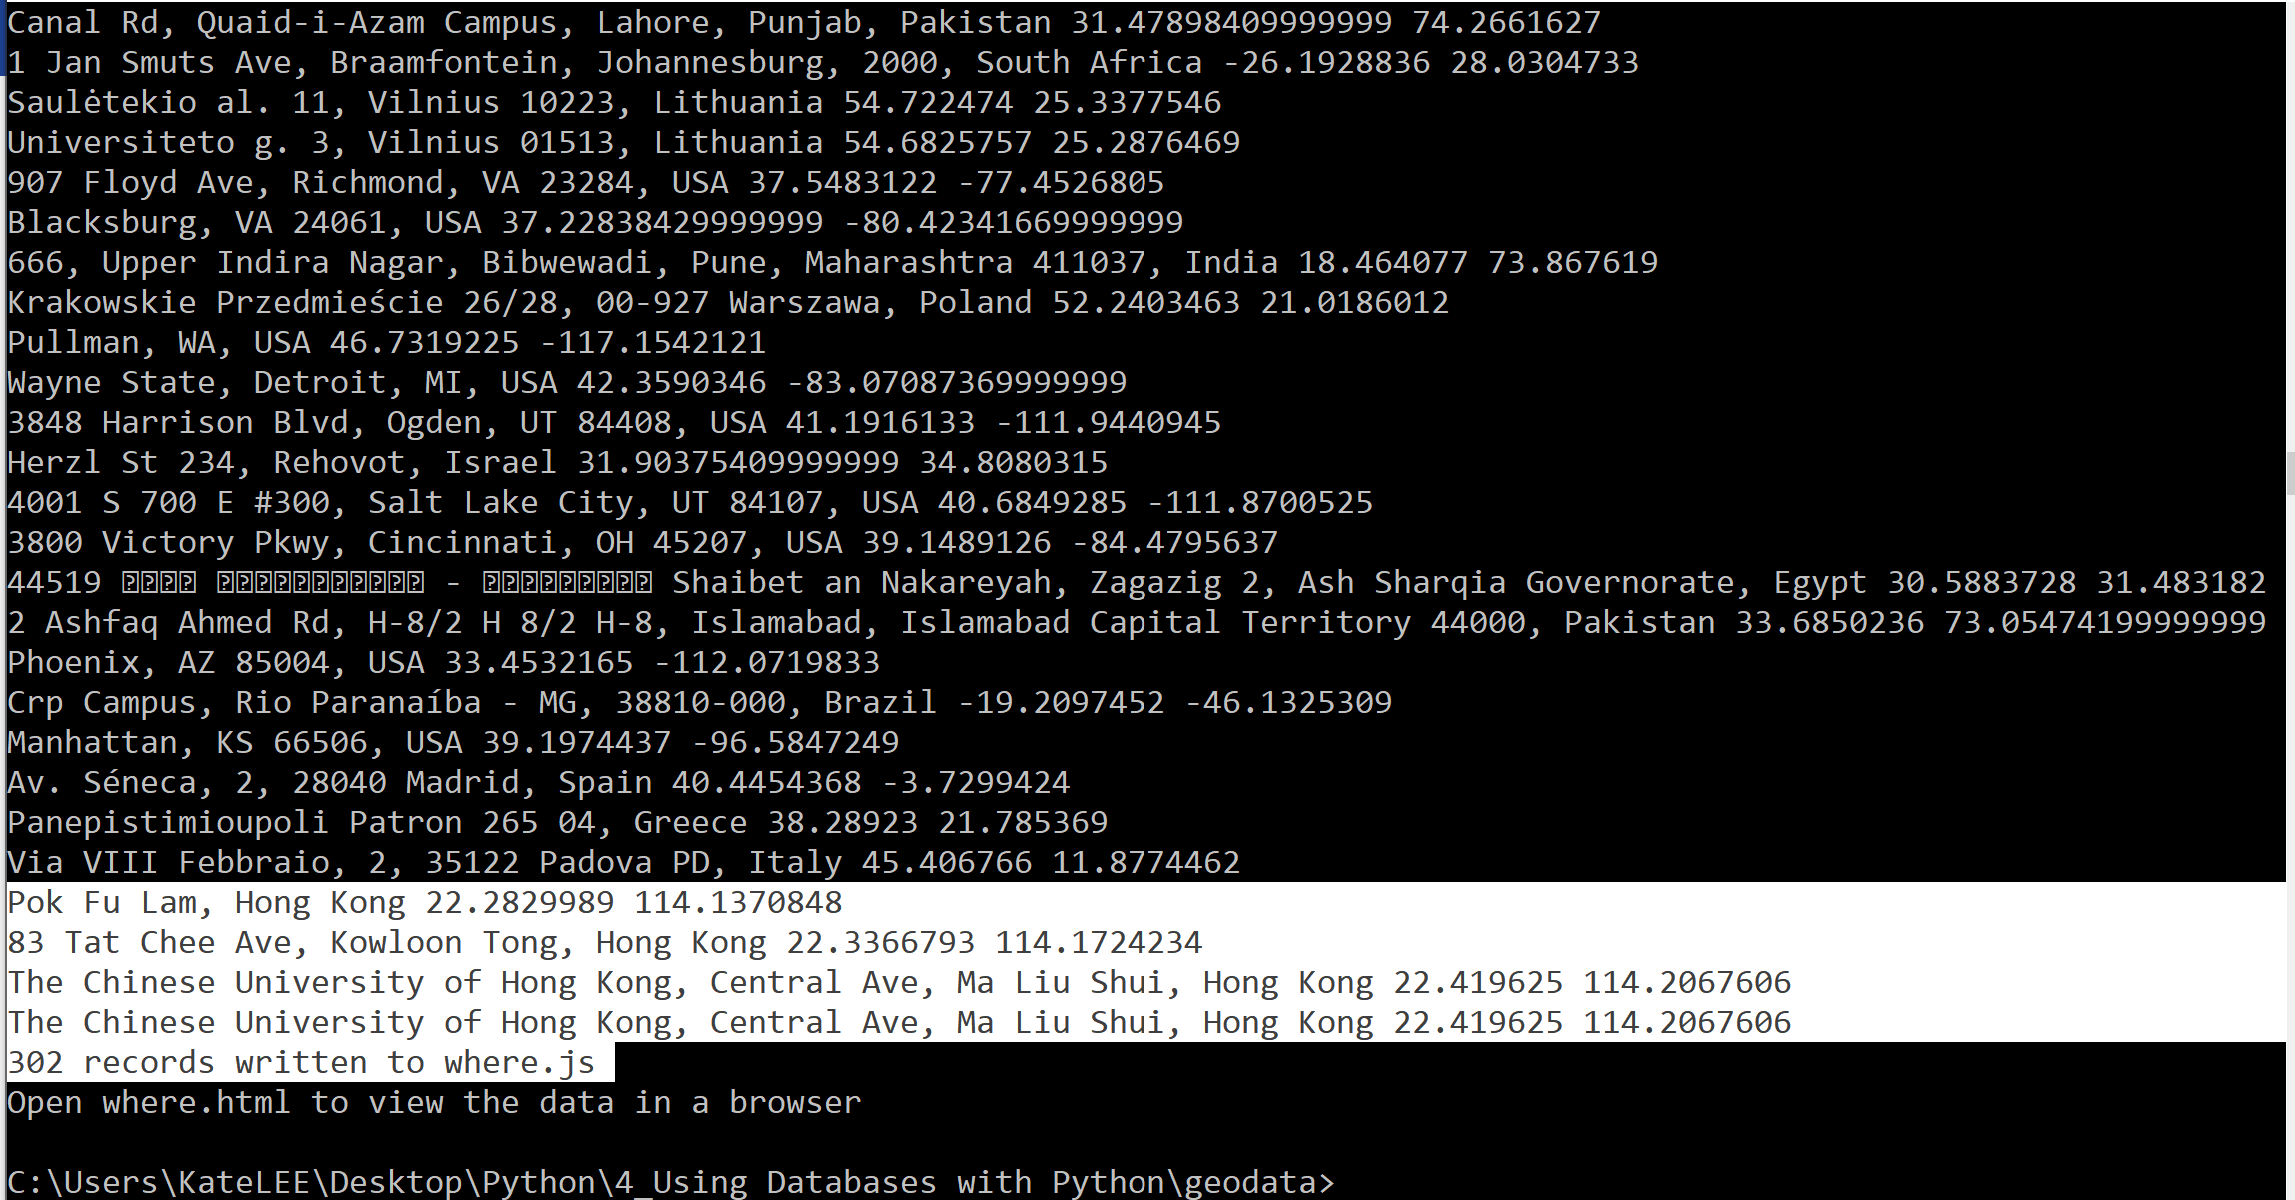 Canal Rd, Quaid-i-Azam Campus, Lahore, Punjab, Pakistan 31.47898409999999 74.2661627
1 Jan Smuts Ave, Braamfontein, Johannesburg, 2000, South Africa -26.1928836 28.0304733
Saulėtekio al. 11, Vilnius 10223, Lithuania 54.722474 25.3377546
Universiteto g. 3, Vilnius 01513, Lithuania 54.6825757 25.2876469
907 Floyd Ave, Richmond, VA 23284, USA 37.5483122 -77.4526805
Blacksburg, VA 24061, USA 37.22838429999999 -80.42341669999999
666, Upper Indira Nagar, Bibwewadi, Pune, Maharashtra 411037, India 18.464077 73.867619
Krakowskie Przedmieście 26/28, 00-927 Warszawa, Poland 52.2403463 21.0186012
Pullman, WA, USA 46.7319225 -117.1542121
Wayne State, Detroit, MI, USA 42.3590346 -83.07087369999999
3848 Harrison Blvd, Ogden, UT 84408, USA 41.1916133 -111.9440945
Herzl St 234, Rehovot, Israel 31.90375409999999 34.8080315
4001 S 700 E #300, Salt Lake City, UT 84107, USA 40.6849285 -111.8700525
3800 Victory Pkwy, Cincinnati, OH 45207, USA 39.1489126 -84.4795637
44519 - Shaibet an Nakareyah, Zagazig 2, Ash Sharqia Governorate, Egypt 30.5883728 31.483182
2 Ashfaq Ahmed Rd, H-8/2 H 8/2 H-8, Islamabad, Islamabad Capital Territory 44000, Pakistan 33.6850236 73.05474199999999
Phoenix, AZ 85004, USA 33.4532165 -112.0719833
Crp Campus, Rio Paranaíba - MG, 38810-000, Brazil -19.2097452 -46.1325309
Manhattan, KS 66506, USA 39.1974437 -96.5847249
Av. Séneca, 2, 28040 Madrid, Spain 40.4454368 -3.7299424
Panepistimioupoli Patron 265 04, Greece 38.28923 21.785369
Via VIII Febbraio, 2, 35122 Padova PD, Italy 45.406766 11.8774462
Pok Fu Lam, Hong Kong 22.2829989 114.1370848
83 Tat Chee Ave, Kowloon Tong, Hong Kong 22.3366793 114.1724234
The Chinese University of Hong Kong, Central Ave, Ma Liu Shui, Hong Kong 22.419625 114.2067606
The Chinese University of Hong Kong, Central Ave, Ma Liu Shui, Hong Kong 22.419625 114.2067606
302 records written to where.js
Open where.html to view the data in a browser
C:\Users\KateLEE\Desktop\Python\4_Using Databases with Python\geodata>